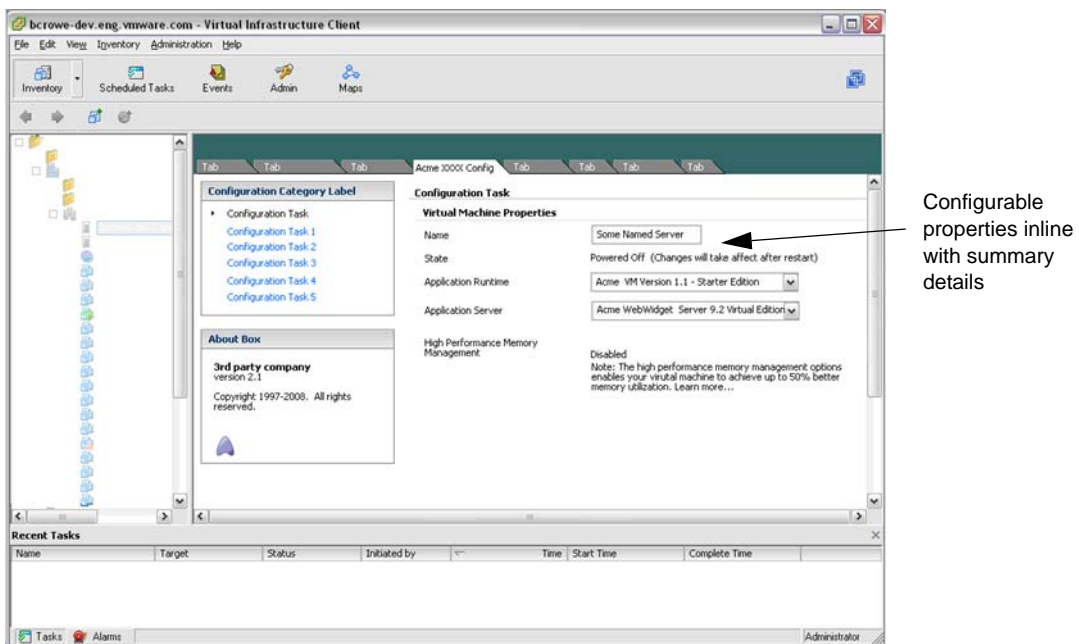 bcrowe-dev.eng.vmware.com - Virtual Infrastructure Client
File Edit View Inventory Administration Help
Inventory Scheduled Tasks Events Admin Maps
Tab Tab Tab Acme XXXX Config Tab Tab Tab Tab
Configuration Category Label
Configuration Task
Configuration Task 1
Configuration Task 2
Configuration Task 3
Configuration Task 4
Configuration Task 5
About Box
3rd party company
version 2.1
Copyright 1997-2008. All rights
reserved.
Configuration Task
Virtual Machine Properties
Name Some Named Server
State Powered Off (Changes will take affect after restart)
Application Runtime Acme VM Version 1.1 - Starter Edition
Application Server Acme WebWidget Server 9.2 Virtual Edition
High Performance Memory
Management
Disabled
Note: The high performance memory management options
enables your virutal machine to achieve up to 50% better
memory utilization. Learn more...
Configurable
properties inline
with summary
details
Recent Tasks
Name Target Status Initiated by Time Start Time Complete Time
Tasks Alarms Administrator